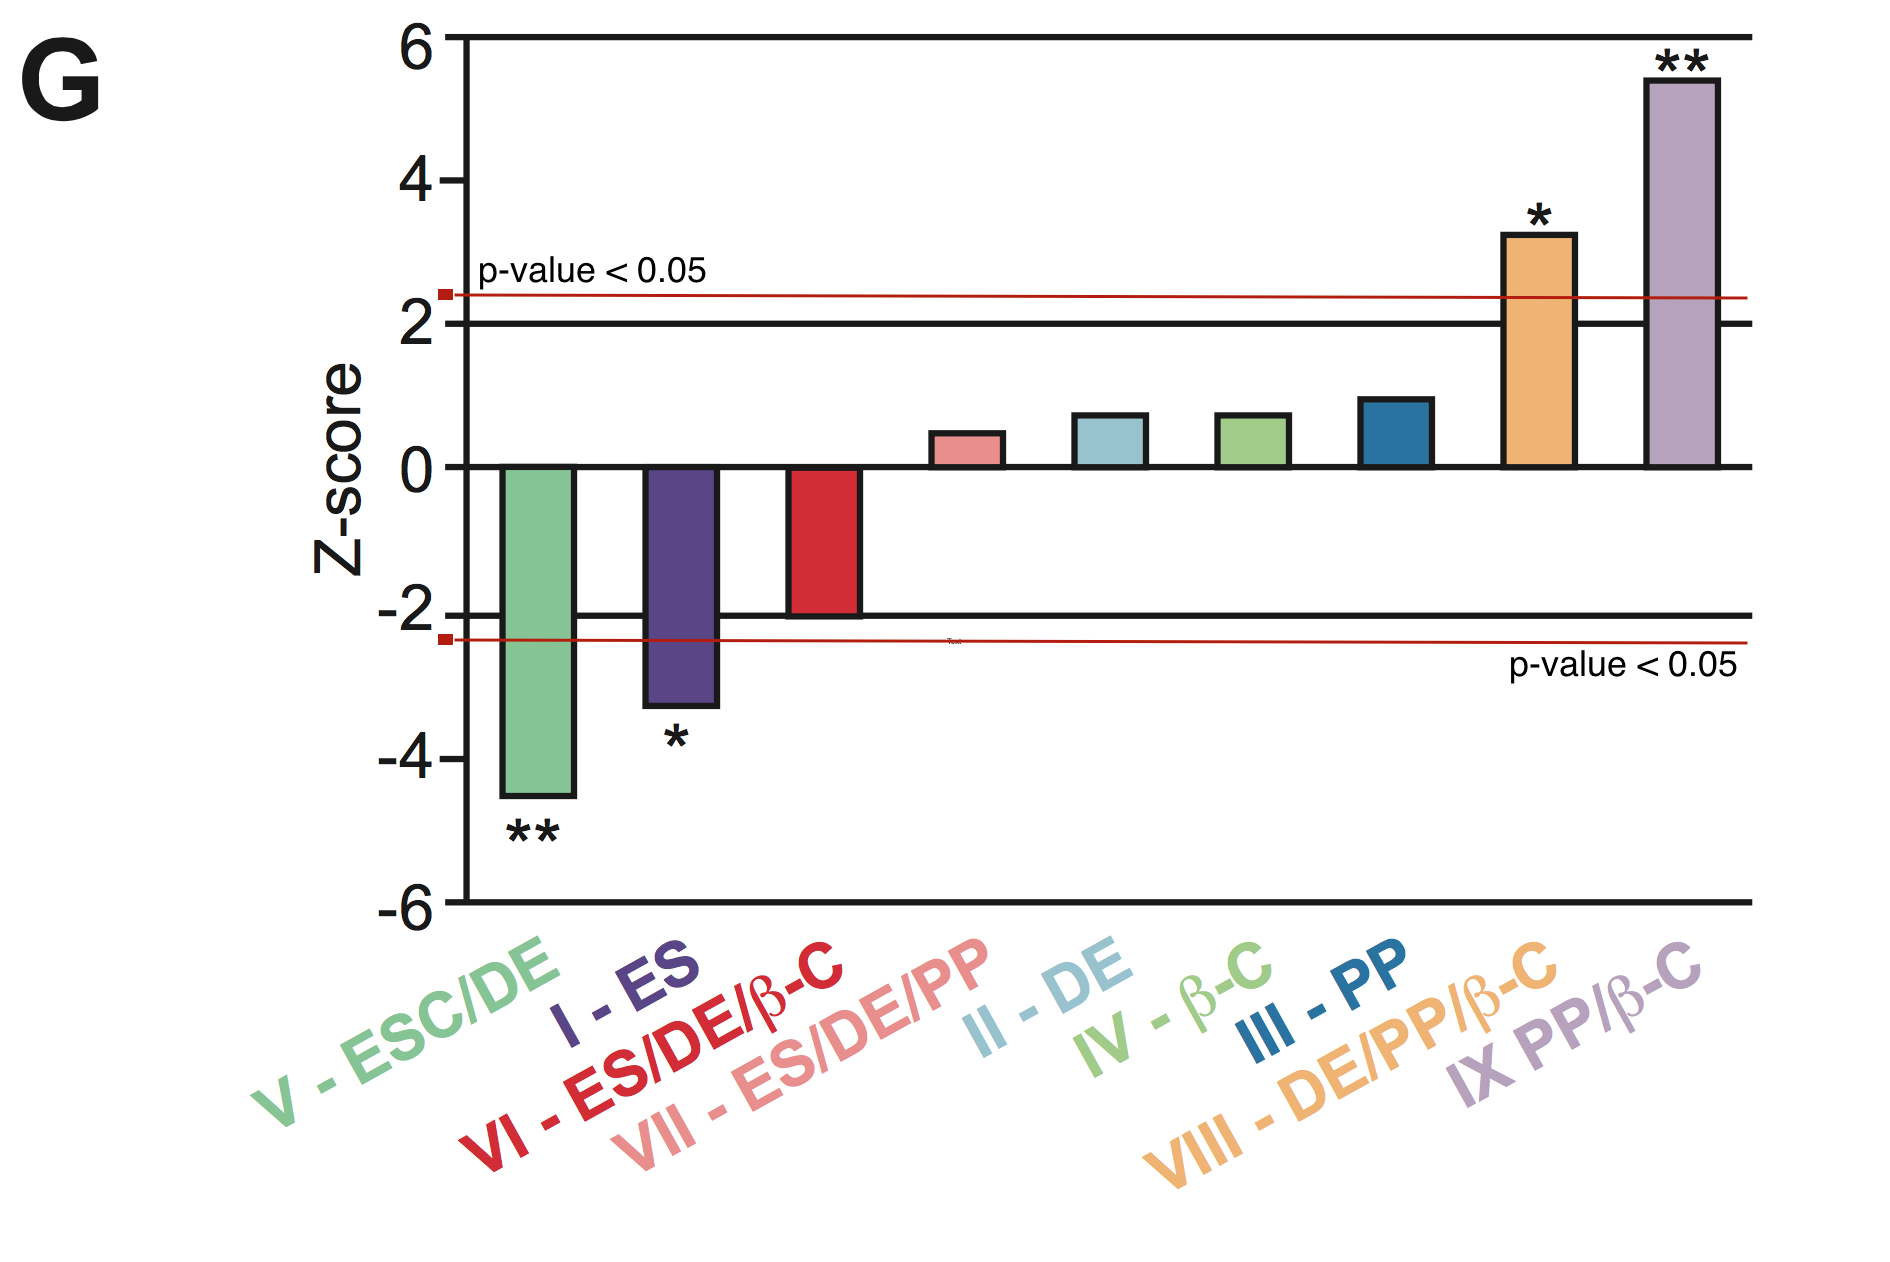 G
6
**
4
*
p-value < 0.05
2
Z-score
0
-2
Text
p-value < 0.05
*
-4
**
-6
V - ESC/DE
I - ES
VI - ES/DE/β-C
VII - ES/DE/PP
II - DE
IV - β-C
III - PP
VIII - DE/PP/β-C
IX PP/β-C